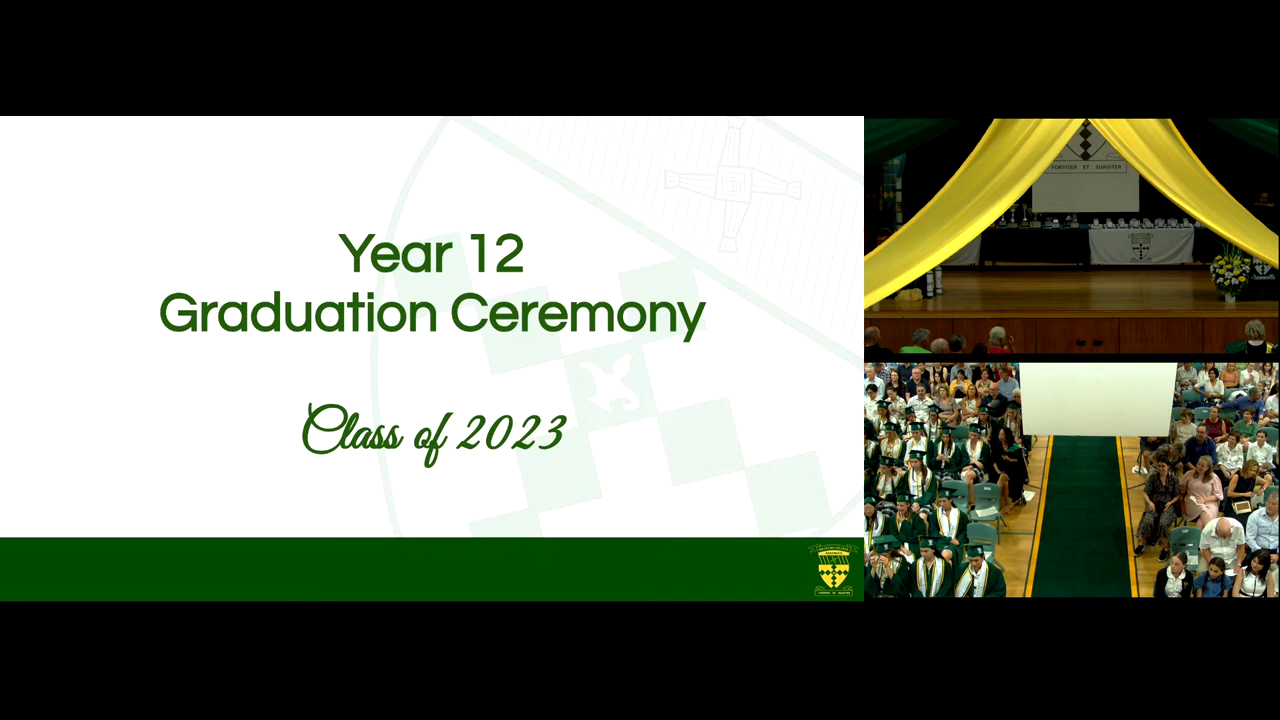 Year 12
Graduation Ceremony
Class of 2023
FORTITER ET SUAVITER